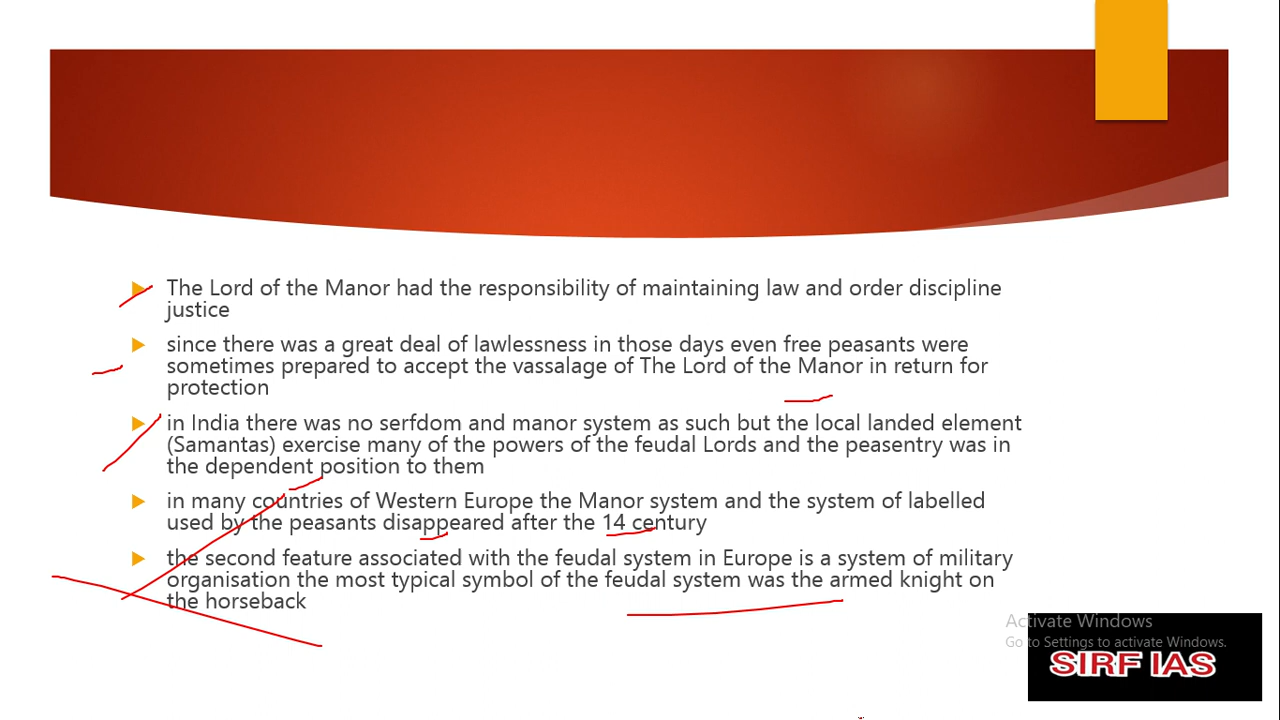 The Lord of the Manor had the responsibility of maintaining law and order discipline
justice
since there was a great deal of lawlessness in those days even free peasants were
sometimes prepared to accept the vassalage of The Lord of the Manor in return for
protection
in India there was no serfdom and manor system as such but the local landed element
(Samantas) exercise many of the powers of the feudal Lords and the peasentry was in
the dependent position to them
in many countries of Western Europe the Manor system and the system of labelled
used by the peasants disappeared after the 14 century
the second feature associated with the feudal system in Europe is a system of military
organisation the most typical symbol of the feudal system was the armed knight on
the horseback
Activate Windows
Go to Settings to activate Windows.
SIRF IAS